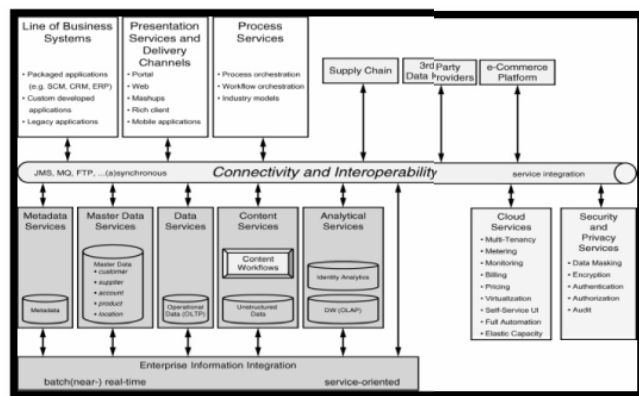 Line of Business
Systems
• Packaged applications
(e.g. SCM, CRM, ERP)
• Custom developed
applications
• Legacy applications
Presentation
Services and
Delivery
Channels
• Portal
• Web
• Mashups
• Rich client
• Mobile applications
Process
Services
• Process orchestration
• Workflow orchestration
• Industry models
Supply Chain
3rd Party
Data Providers
e-Commerce
Platform
JMS, MQ, FTP, ...(a)synchronous
Connectivity and Interoperability
service integration
Metadata
Services
Metadata
Master Data
Services
Master Data
• customer
• supplier
• account
• product
• location
Data
Services
Operational
Data (OLTP)
Content
Services
Content
Workflows
Unstructured
Data
Analytical
Services
Identity Analytics
DW (OLAP)
Cloud
Services
• Multi-Tenancy
• Metering
• Monitoring
• Billing
• Pricing
• Virtualization
• Self-Service UI
• Full Automation
• Elastic Capacity
Security
and
Privacy
Services
• Data Masking
• Encryption
• Authentication
• Authorization
• Audit
Enterprise Information Integration
batch(near-) real-time
service-oriented